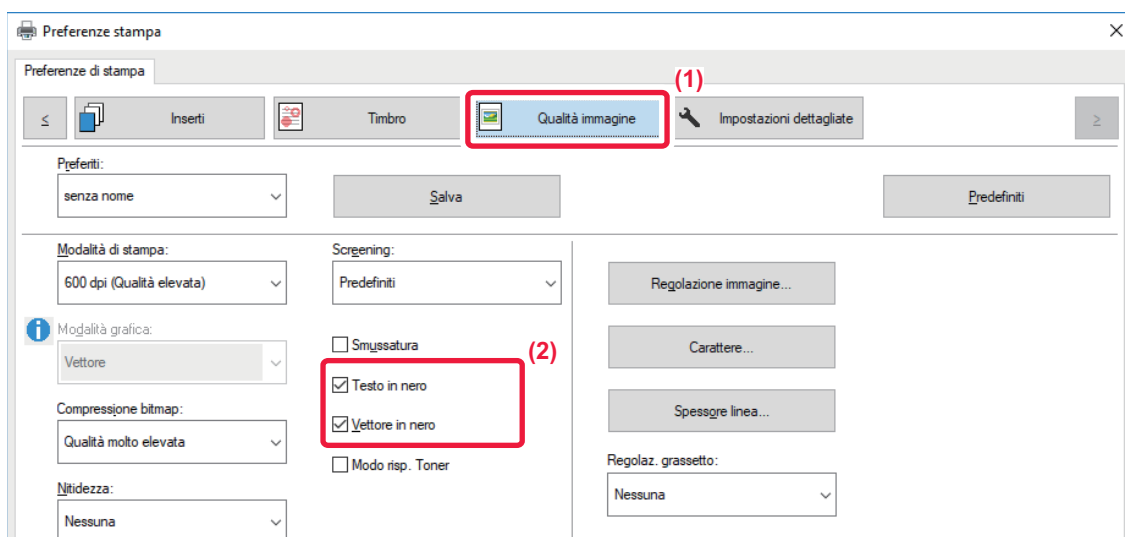 Preferenze stampa
Preferenze di stampa
(1)
< Inserti Timbro Qualità immagine Impostazioni dettagliate >
Preferiti:
senza nome Salva Predefiniti
Modalità di stampa: Screening:
600 dpi (Qualità elevata) Predefiniti Regolazione immagine...
Modalità grafica:
Vettore Smussatura (2) Carattere...
Testo in nero
Compressione bitmap: Vettore in nero Spessore linea...
Qualità molto elevata
Modo risp. Toner Regolaz. grassetto:
Nitidezza: Nessuna
Nessuna